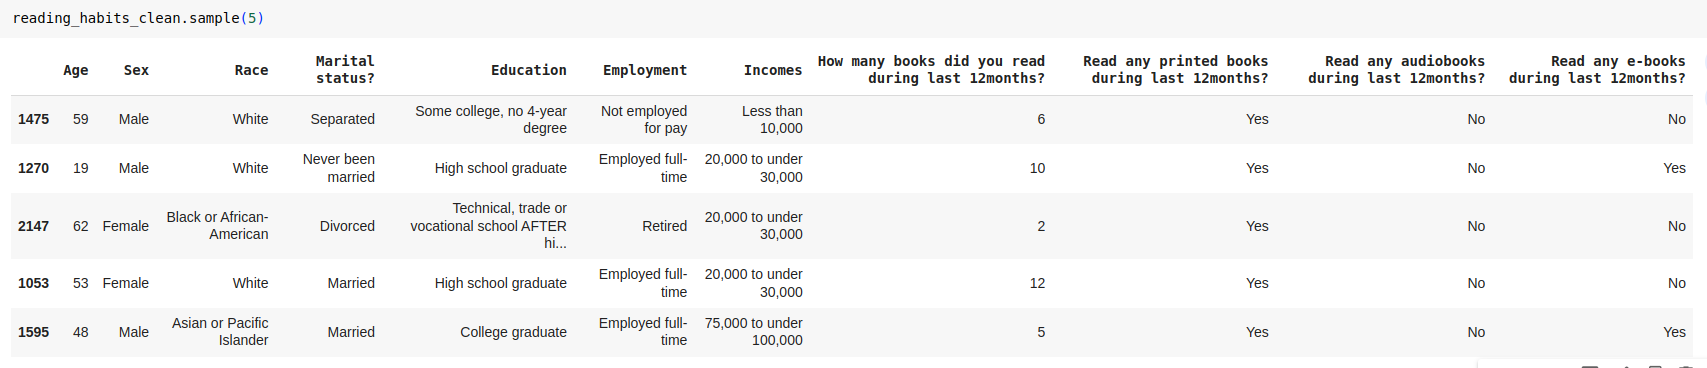 reading_habits_clean.sample(5)
Age Sex Race Marital status? Education Employment Incomes How many books did you read during last 12months? Read any printed books during last 12months? Read any audiobooks during last 12months? Read any e-books during last 12months?
1475 59 Male White Separated Some college, no 4-year degree Not employed for pay Less than 10,000 6 Yes No No
1270 19 Male White Never been married High school graduate Employed full-time 20,000 to under 30,000 10 Yes No Yes
2147 62 Female Black or African-American Divorced Technical, trade or vocational school AFTER hi... Retired 20,000 to under 30,000 2 Yes No No
1053 53 Female White Married High school graduate Employed full-time 20,000 to under 30,000 12 Yes No No
1595 48 Male Asian or Pacific Islander Married College graduate Employed full-time 75,000 to under 100,000 5 Yes No Yes